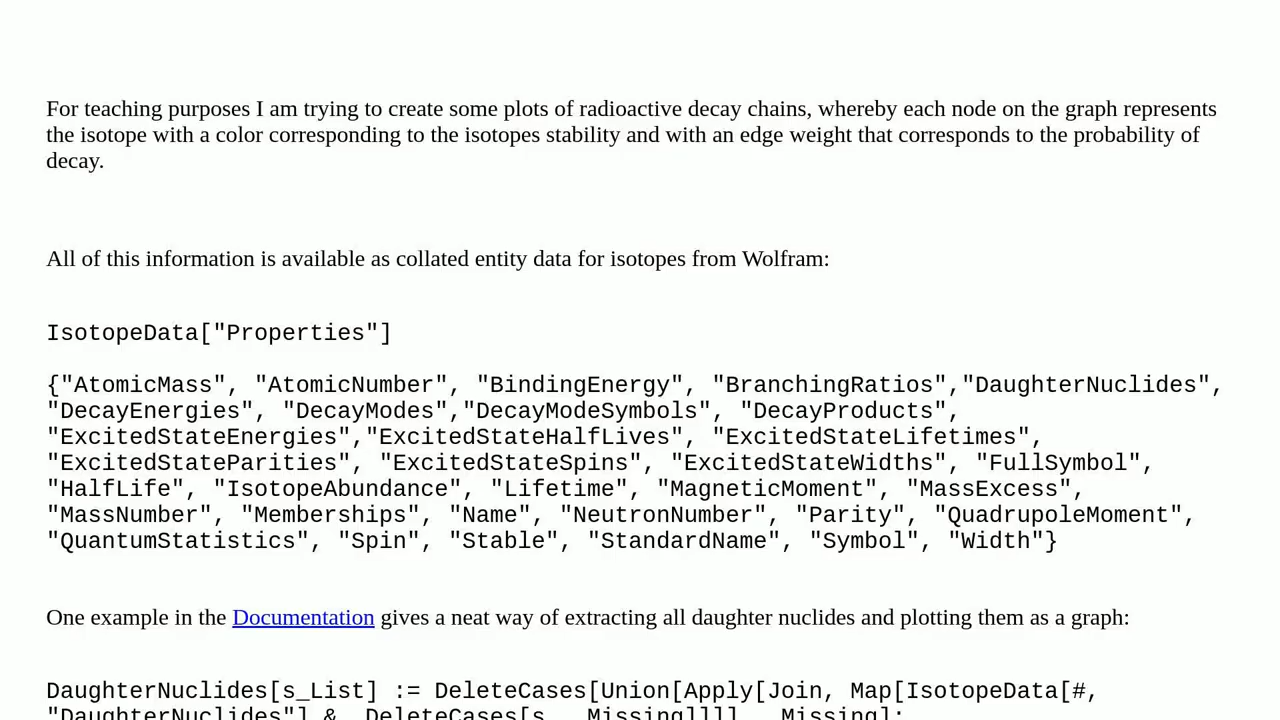 For teaching purposes I am trying to create some plots of radioactive decay chains, whereby each node on the graph represents
the isotope with a color corresponding to the isotopes stability and with an edge weight that corresponds to the probability of
decay.
All of this information is available as collated entity data for isotopes from Wolfram:
IsotopeData["Properties"]
{"AtomicMass", "AtomicNumber", "BindingEnergy", "BranchingRatios","DaughterNuclides",
"DecayEnergies", "DecayModes","DecayModeSymbols", "DecayProducts",
"ExcitedStateEnergies","ExcitedStateHalfLives", "ExcitedStateLifetimes",
"ExcitedStateParities", "ExcitedStateSpins", "ExcitedStateWidths", "FullSymbol",
"HalfLife", "IsotopeAbundance", "Lifetime", "MagneticMoment", "MassExcess",
"MassNumber", "Memberships", "Name", "NeutronNumber", "Parity", "QuadrupoleMoment",
"QuantumStatistics", "Spin", "Stable", "StandardName", "Symbol", "Width"}
One example in the Documentation gives a neat way of extracting all daughter nuclides and plotting them as a graph:
DaughterNuclides[s_List] := DeleteCases[Union[Apply[Join, Map[IsotopeData[#,
"DaughterNuclides"] &, DeleteCases[s, _Missing]]]], _Missing];